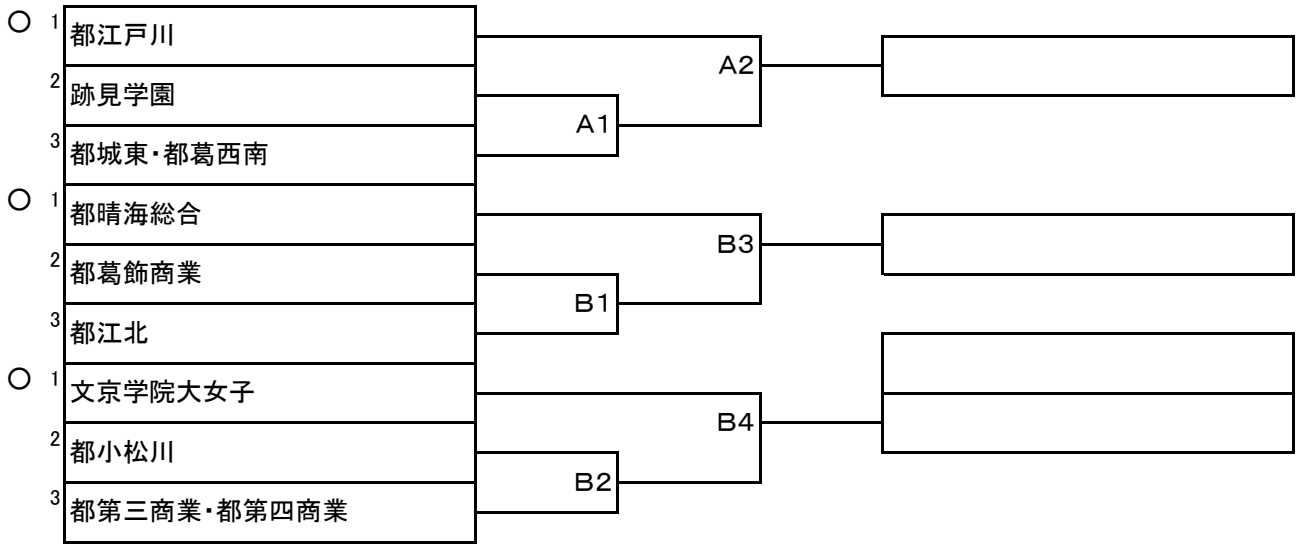 ○ 1 都江戸川
2 跡見学園
3 都城東・都葛西南
○ 1 都晴海総合
2 都葛飾商業
3 都江北
○ 1 文京学院大女子
2 都小松川
3 都第三商業・都第四商業
A2
A1
B3
B1
B4
B2